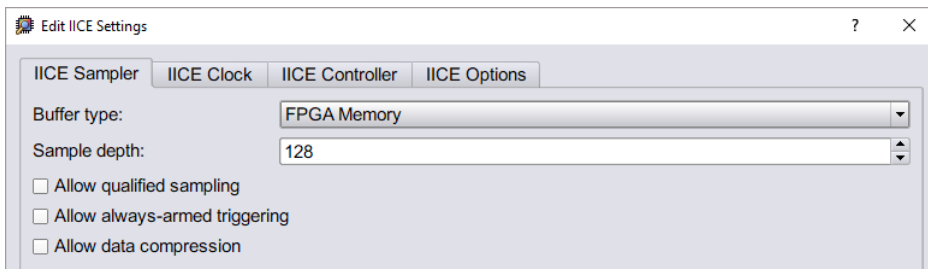 Edit IICE Settings ?
IICE Sampler IICE Clock IICE Controller IICE Options
Buffer type: FPGA Memory
Sample depth: 128
Allow qualified sampling
Allow always-armed triggering
Allow data compression